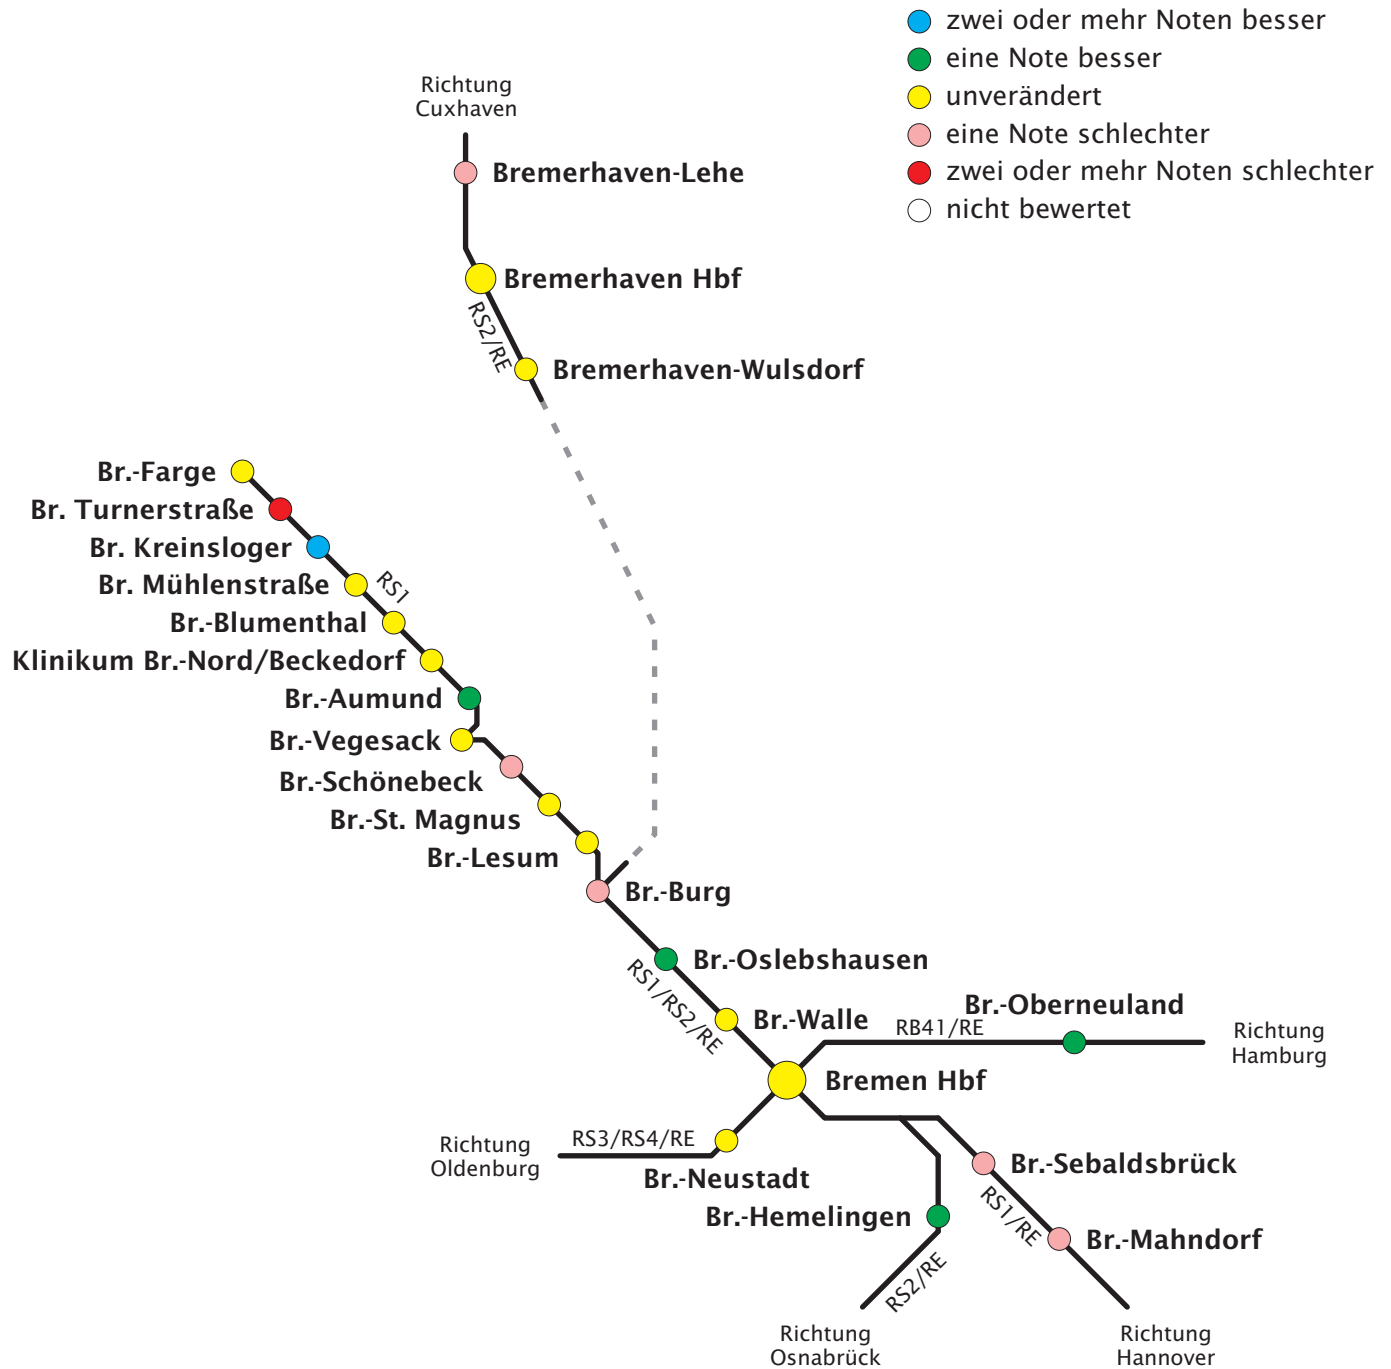 zwei oder mehr Noten besser
eine Note besser
unverändert
eine Note schlechter
zwei oder mehr Noten schlechter
nicht bewertet
Richtung
Cuxhaven
Bremerhaven-Lehe
Bremerhaven Hbf
RS2/RE
Bremerhaven-Wulsdorf
Br.-Farge
Br. Turnerstraße
Br. Kreinsloger
Br. Mühlenstraße
RS1
Br.-Blumenthal
Klinikum Br.-Nord/Beckedorf
Br.-Aumund
Br.-Vegesack
Br.-Schönebeck
Br.-St. Magnus
Br.-Lesum
Br.-Burg
Br.-Oslebshausen
RS1/RS2/RE
Br.-Walle
Br.-Oberneuland
RB41/RE
Richtung
Hamburg
Bremen Hbf
RS3/RS4/RE
Richtung
Oldenburg
Br.-Neustadt
Br.-Sebaldsbrück
Br.-Hemelingen
RS1/RE
Br.-Mahndorf
RS2/RE
Richtung
Osnabrück
Richtung
Hannover